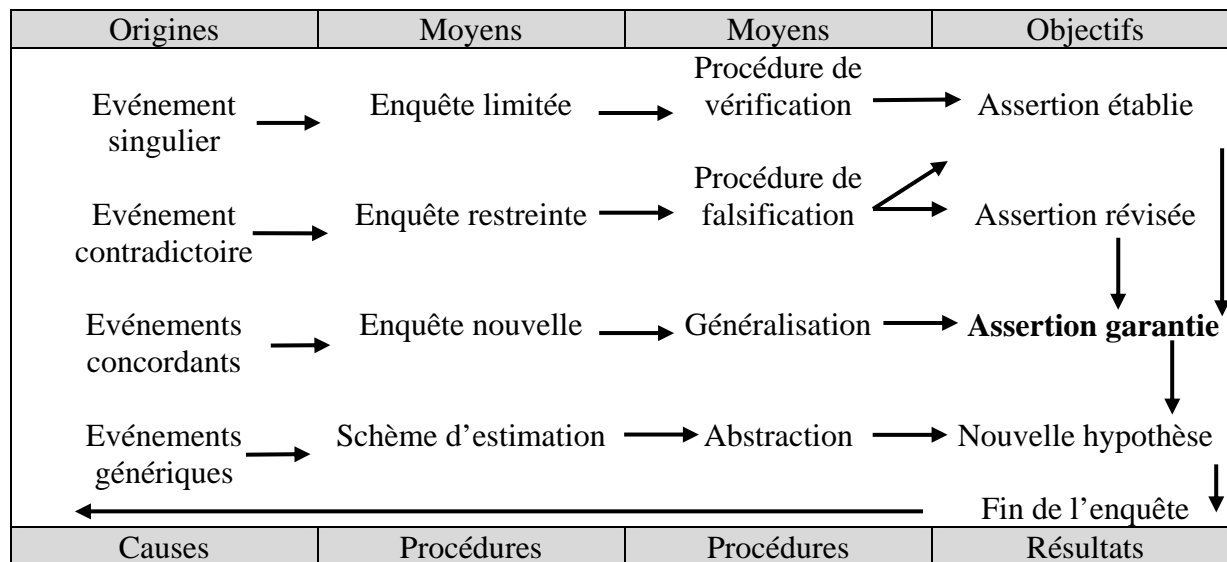 Origines Moyens Moyens Objectifs
Evénement singulier Enquête limitée Procédure de vérification Assertion établie
Evénement contradictoire Enquête restreinte Procédure de falsification Assertion révisée
Evénements concordants Enquête nouvelle Généralisation Assertion garantie
Evénements génériques Schème d’estimation Abstraction Nouvelle hypothèse
Fin de l’enquête
Causes Procédures Procédures Résultats